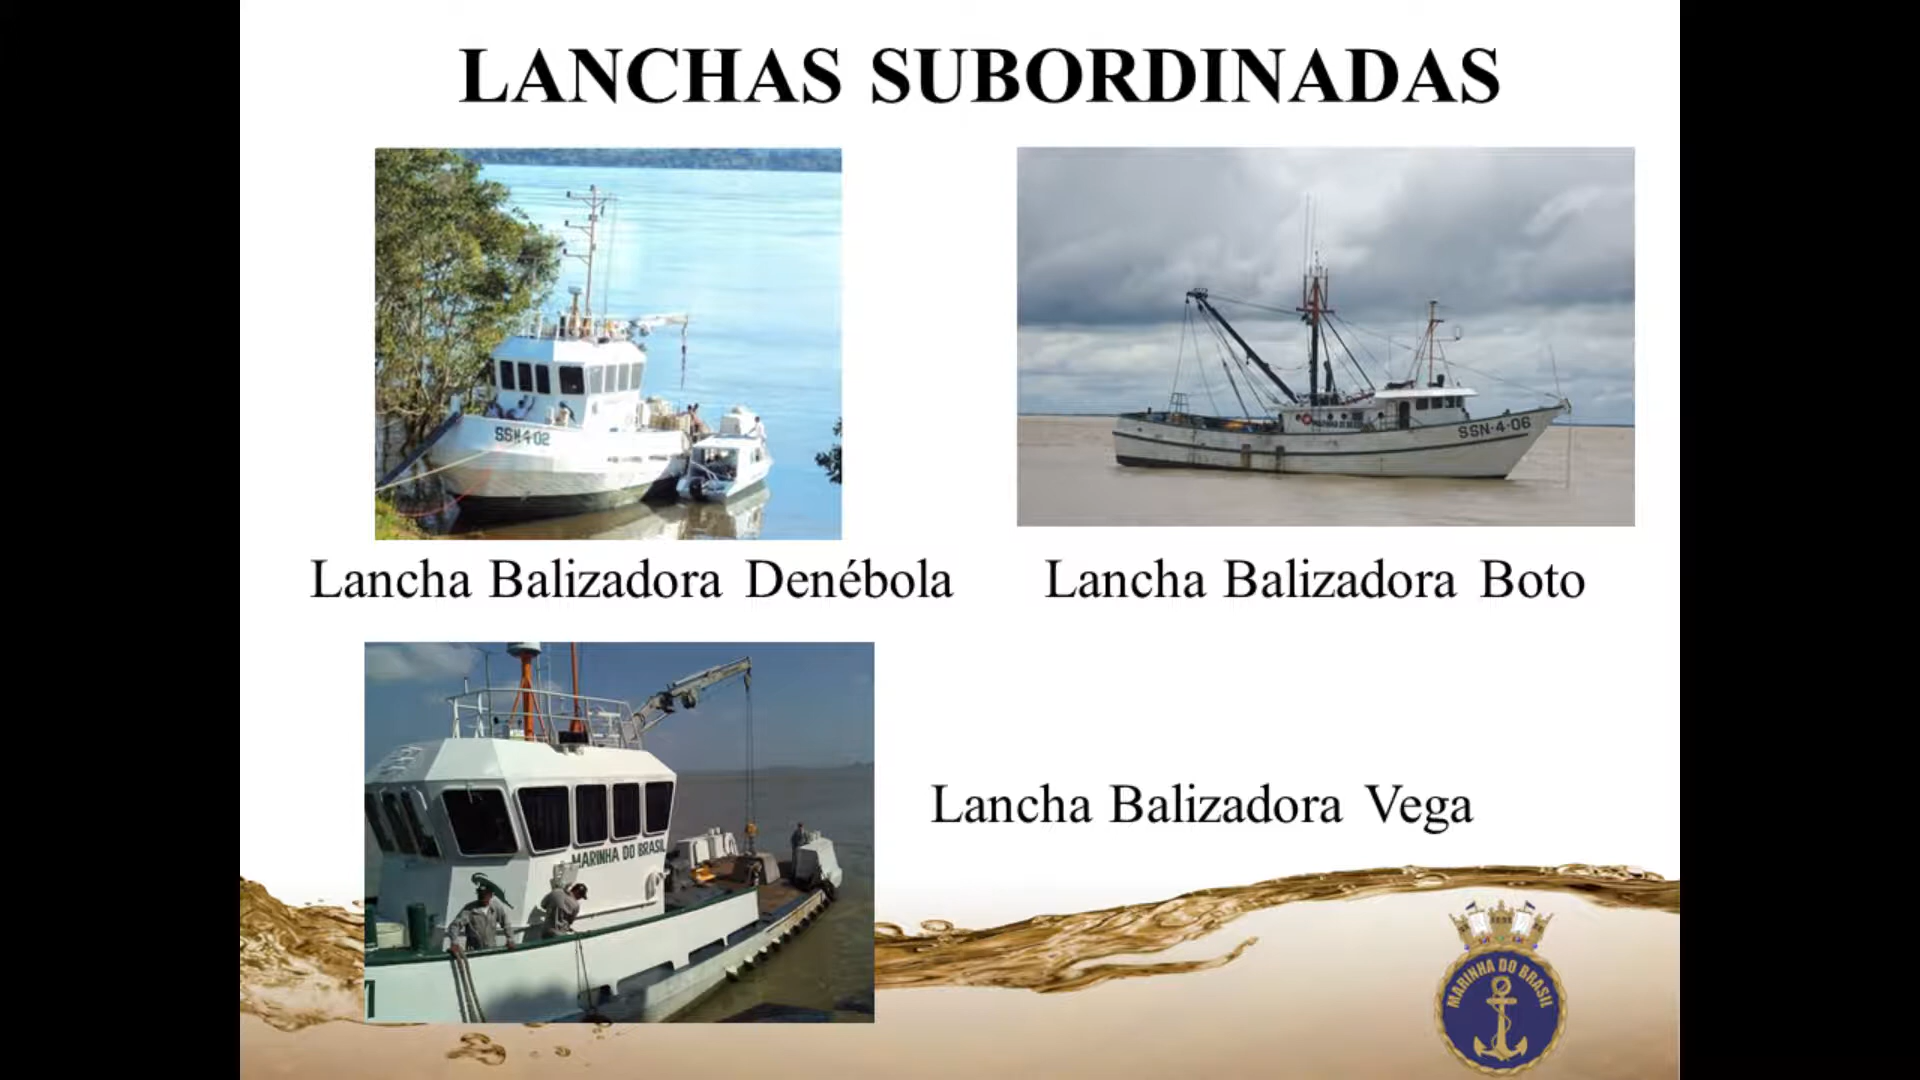 LANCHAS SUBORDINADAS
SSN-4-02
SSN-4-06
Lancha Balizadora Denébola
Lancha Balizadora Boto
MARINHA DO BRASIL
Lancha Balizadora Vega
MARINHA DO BRASIL